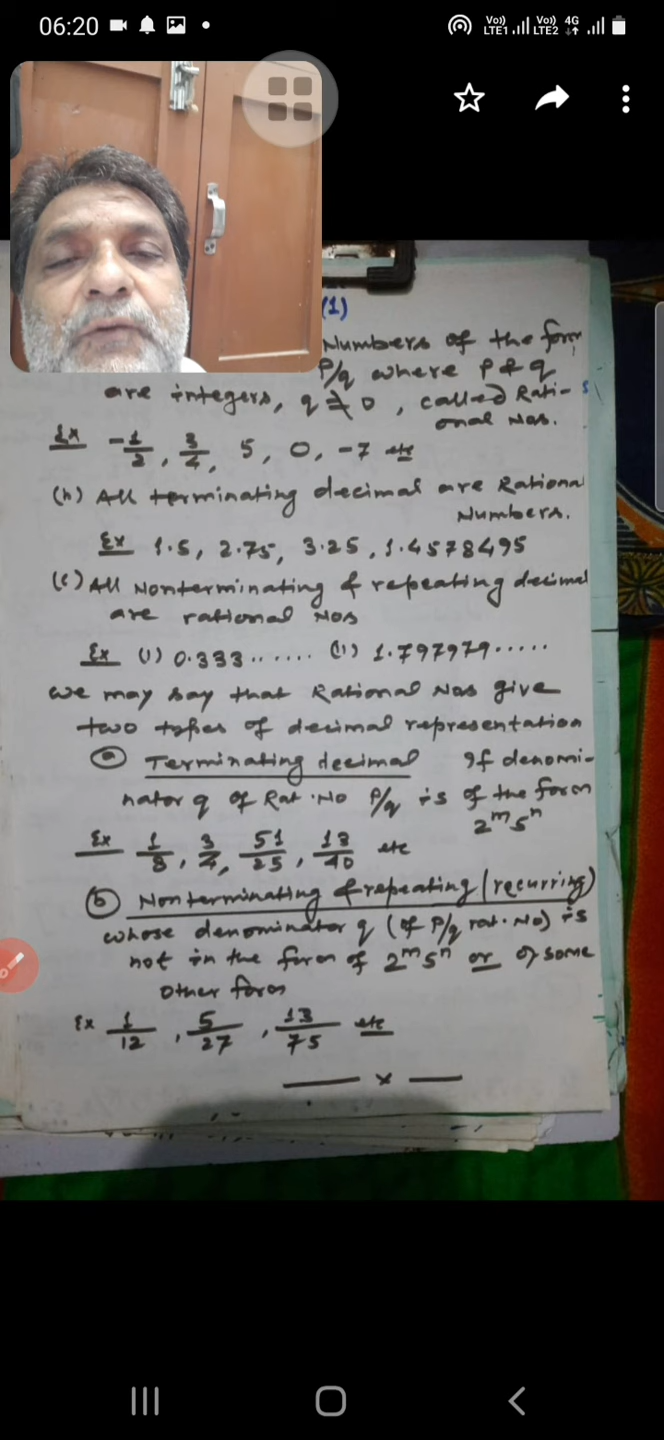 06:20
Vo)) LTE1 Vo)) LTE2 4G
(1)
Numbers of the form
P/q where P & q
are integers, q ≠ 0, called Rati-
onal Nos.
Ex -1/2, 3/4, 5, 0, -7 etc
(b) All terminating decimal are Rational
Numbers.
Ex 1.5, 2.75, 3.25, 1.4578495
(c) All Nonterminating & repeating decimal
are rational Nos
Ex (i) 0.333........ (ii) 1.797979.....
we may say that Rational Nos give
two types of decimal representation
(a) Terminating decimal If denomi-
nator q of Rat. No P/q is of the form
2^m 5^n
Ex 1/8, 3/4, 51/25, 13/40 etc
(b) Nonterminating & repeating (recurring)
whose denominator q (of P/q rat. No) is
not in the form of 2^m 5^n or of some
other form
Ex 1/12, 5/27, 13/75 etc
—— x ——